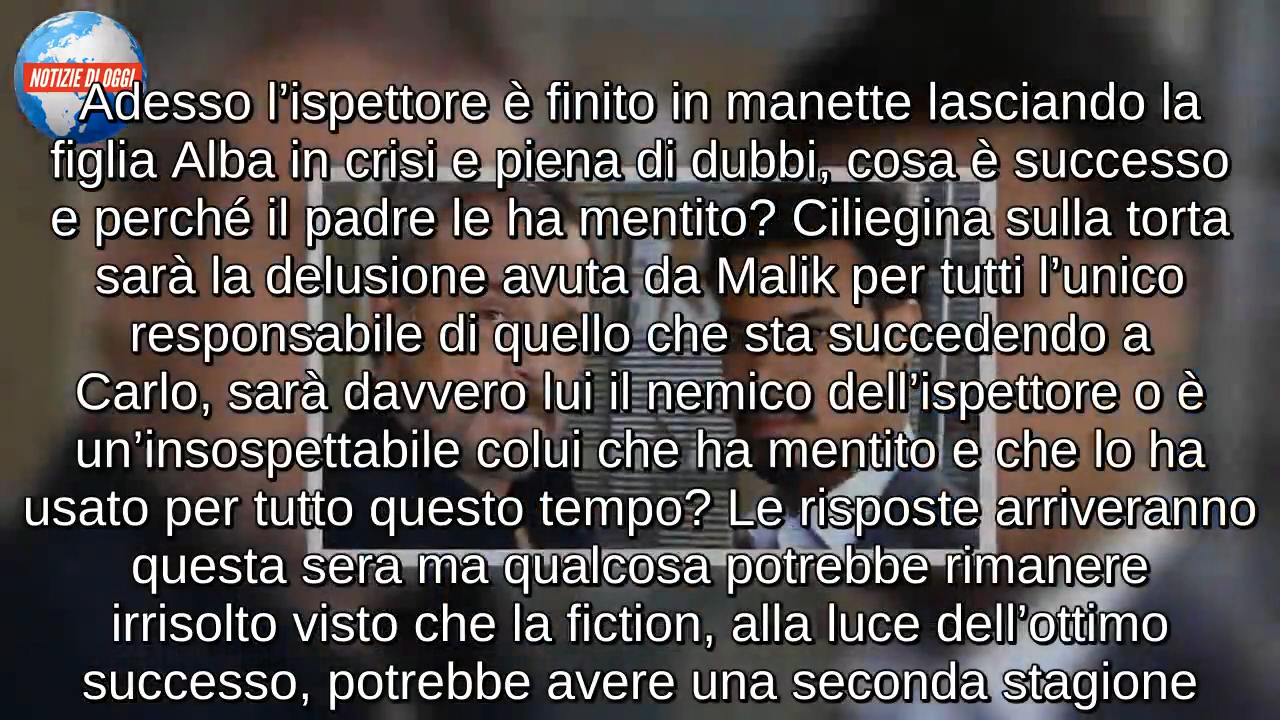 NOTIZIE DI OGGI
Adesso l’ispettore è finito in manette lasciando la
figlia Alba in crisi e piena di dubbi, cosa è successo
e perché il padre le ha mentito? Ciliegina sulla torta
sarà la delusione avuta da Malik per tutti l’unico
responsabile di quello che sta succedendo a
Carlo, sarà davvero lui il nemico dell’ispettore o è
un’insospettabile colui che ha mentito e che lo ha
usato per tutto questo tempo? Le risposte arriveranno
questa sera ma qualcosa potrebbe rimanere
irrisolto visto che la fiction, alla luce dell’ottimo
successo, potrebbe avere una seconda stagione